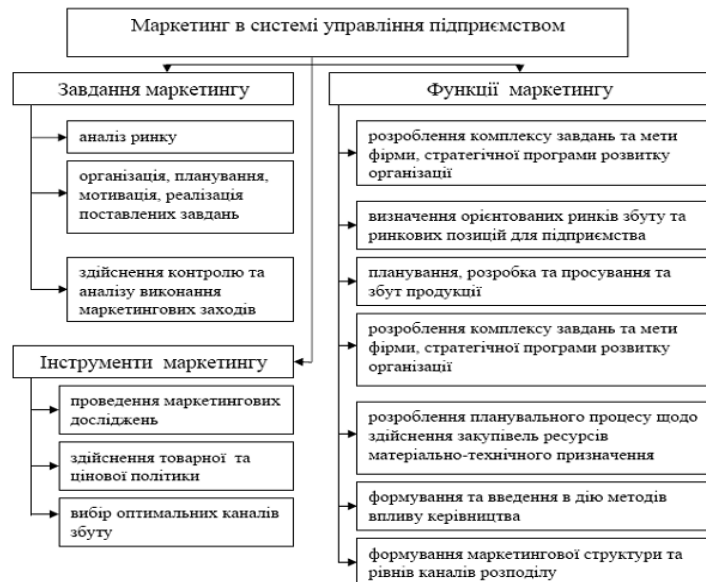 Маркетинг в системі управління підприємством
Завдання маркетингу
аналіз ринку
організація, планування,
мотивація, реалізація
поставлених завдань
здійснення контролю та
аналізу виконання
маркетингових заходів
Інструменти маркетингу
проведення маркетингових
досліджень
здійснення товарної та
цінової політики
вибір оптимальних каналів
збуту
Функції маркетингу
розроблення комплексу завдань та мети
фірми, стратегічної програми розвитку
організації
визначення орієнтованих ринків збуту та
ринкових позицій для підприємства
планування, розробка та просування та
збут продукції
розроблення комплексу завдань та мети
фірми, стратегічної програми розвитку
організації
розроблення планувального процесу щодо
здійснення закупівель ресурсів
матеріально-технічного призначення
формування та введення в дію методів
впливу керівництва
формування маркетингової структури та
рівнів каналів розподілу